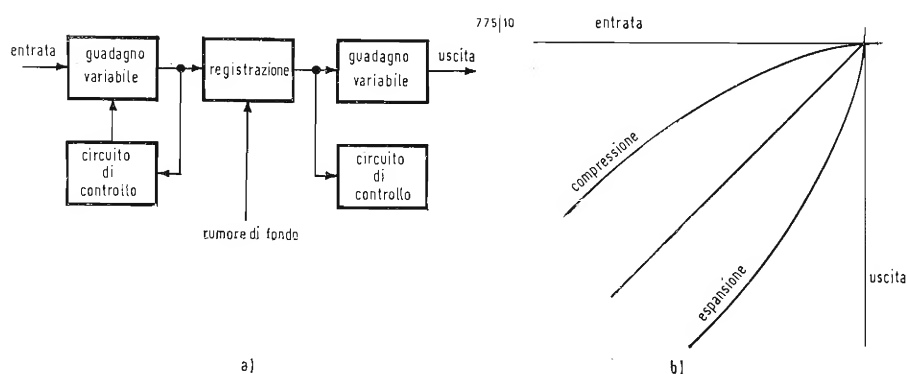 775|10
entrata
guadagno
variabile
registrazione
guadagno
variabile
uscita
circuito
di
controllo
circuito
di
controllo
rumore di fondo
a)
entrata
compressione
espansione
uscita
b)